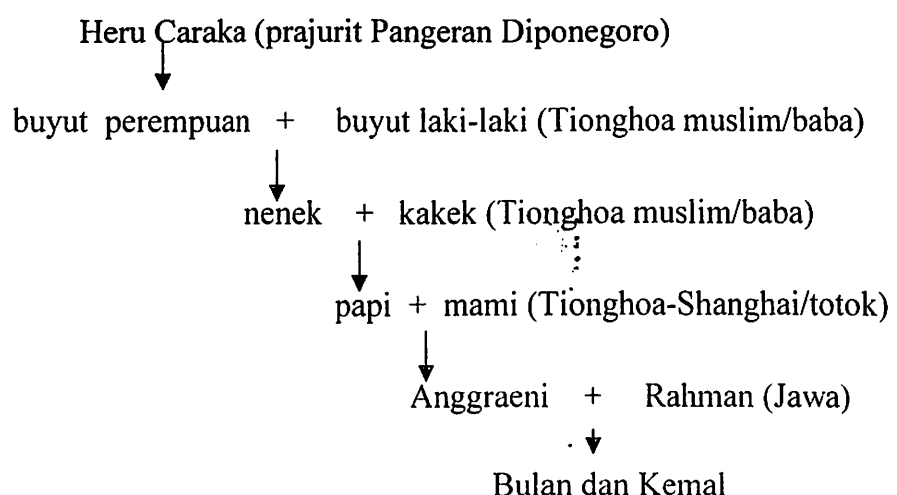 Heru Caraka (prajurit Pangeran Diponegoro)
buyut perempuan + buyut laki-laki (Tionghoa muslim/baba)
nenek + kakek (Tionghoa muslim/baba)
papi + mami (Tionghoa-Shanghai/totok)
Anggraeni + Rahman (Jawa)
Bulan dan Kemal